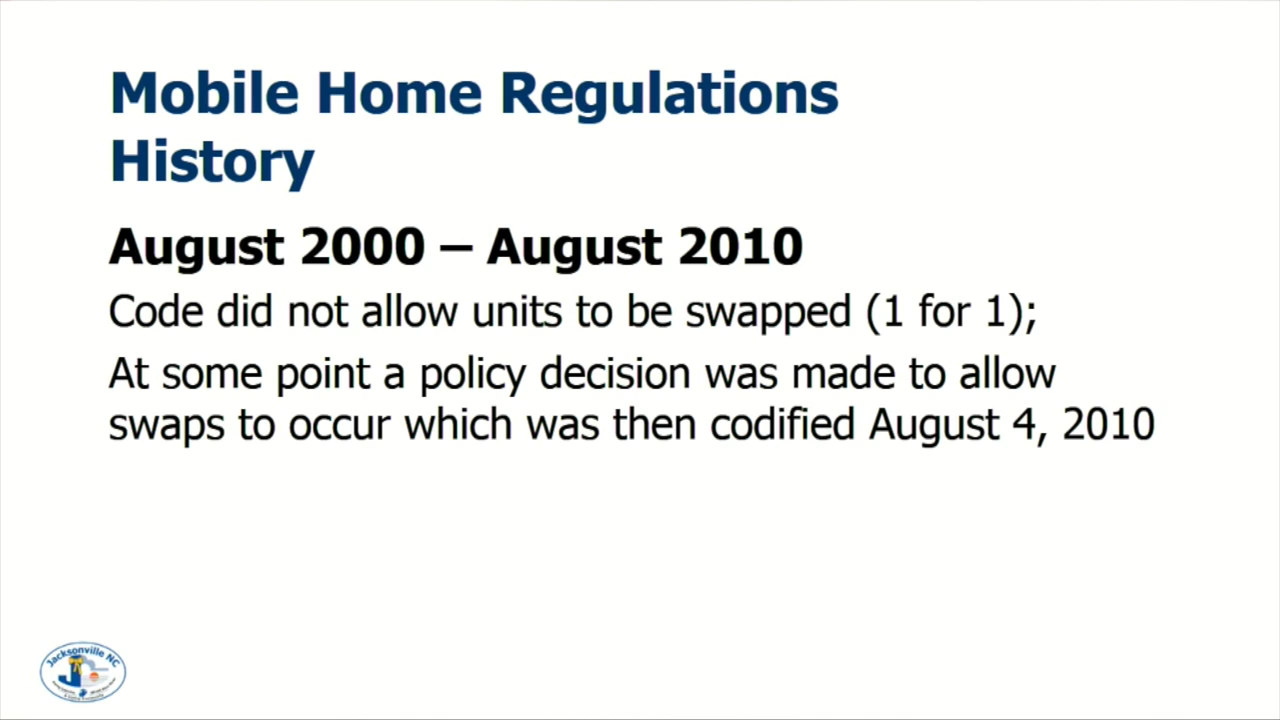 Mobile Home Regulations
History
August 2000 – August 2010
Code did not allow units to be swapped (1 for 1);
At some point a policy decision was made to allow
swaps to occur which was then codified August 4, 2010
Jacksonville NC